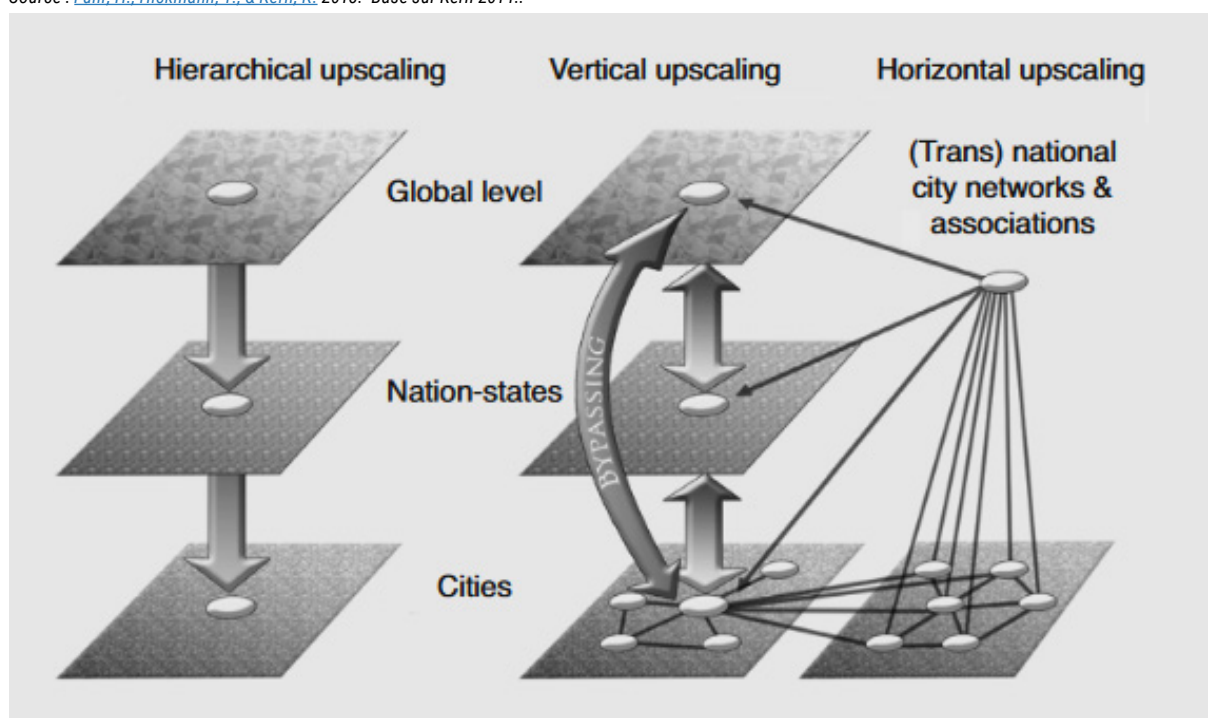 Hierarchical upscaling
Vertical upscaling
Horizontal upscaling
(Trans) national
city networks &
associations
Global level
Nation-states
BYPASSING
Cities